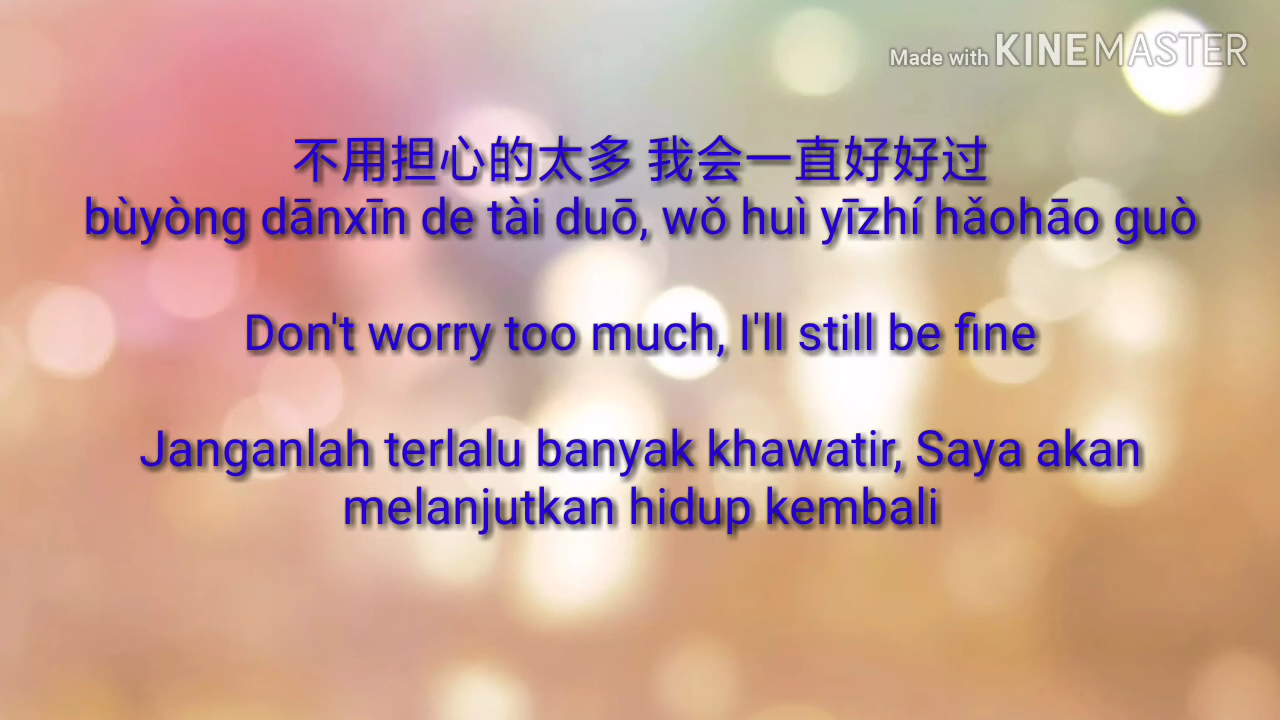 Made with KINEMASTER
不用担心的太多 我会一直好好过
bùyòng dānxīn de tài duō, wǒ huì yīzhí hǎohāo guò
Don't worry too much, I'll still be fine
Janganlah terlalu banyak khawatir, Saya akan
melanjutkan hidup kembali